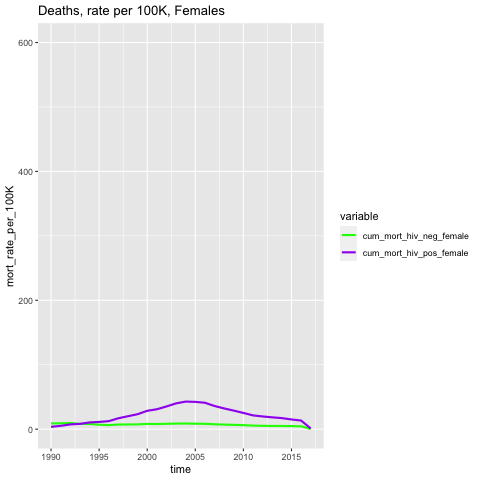 Deaths, rate per 100K, Females
mort_rate_per_100K
600
400
200
0
1990 1995 2000 2005 2010 2015
time
variable
cum_mort_hiv_neg_female
cum_mort_hiv_pos_female